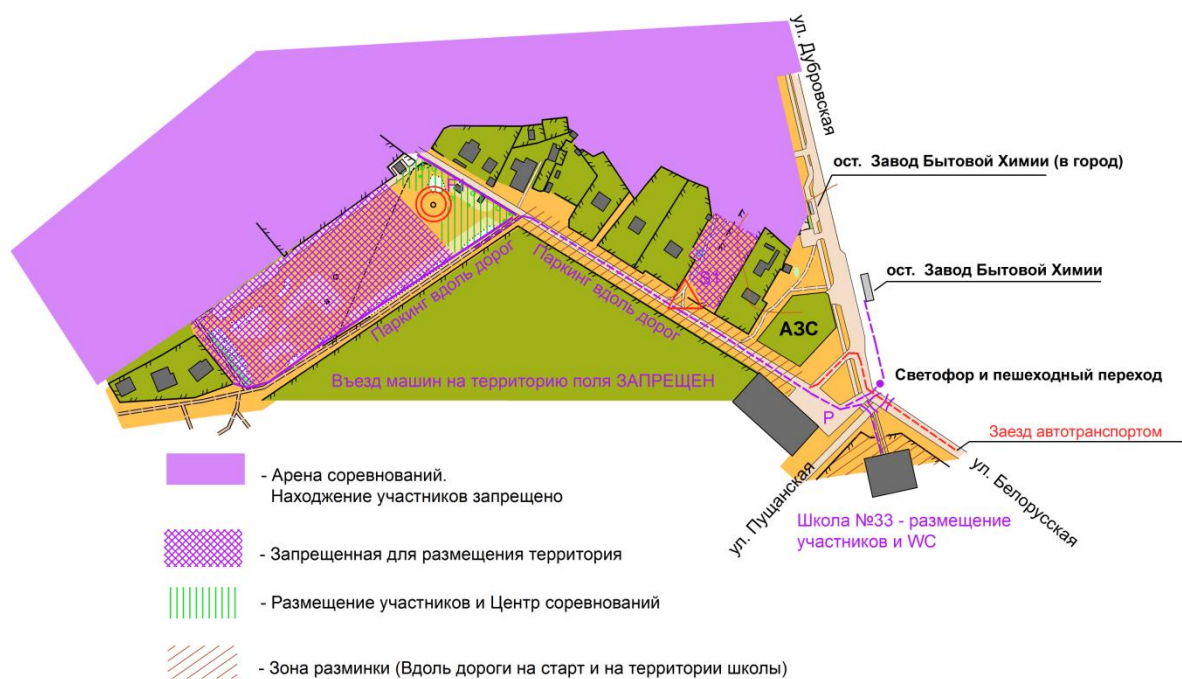 ул. Дубровская
ост. Завод Бытовой Химии (в город)
ост. Завод Бытовой Химии
Fi
St
Паркинг вдоль дорог
Паркинг вдоль дорог
АЗС
Въезд машин на территорию поля ЗАПРЕЩЕН
Светофор и пешеходный переход
P
Заезд автотранспортом
ул. Пущанская
ул. Белорусская
Школа №33 - размещение
участников и WC
- Арена соревнований.
Находжение участников запрещено
- Запрещенная для размещения территория
- Размещение участников и Центр соревнований
- Зона разминки (Вдоль дороги на старт и на территории школы)